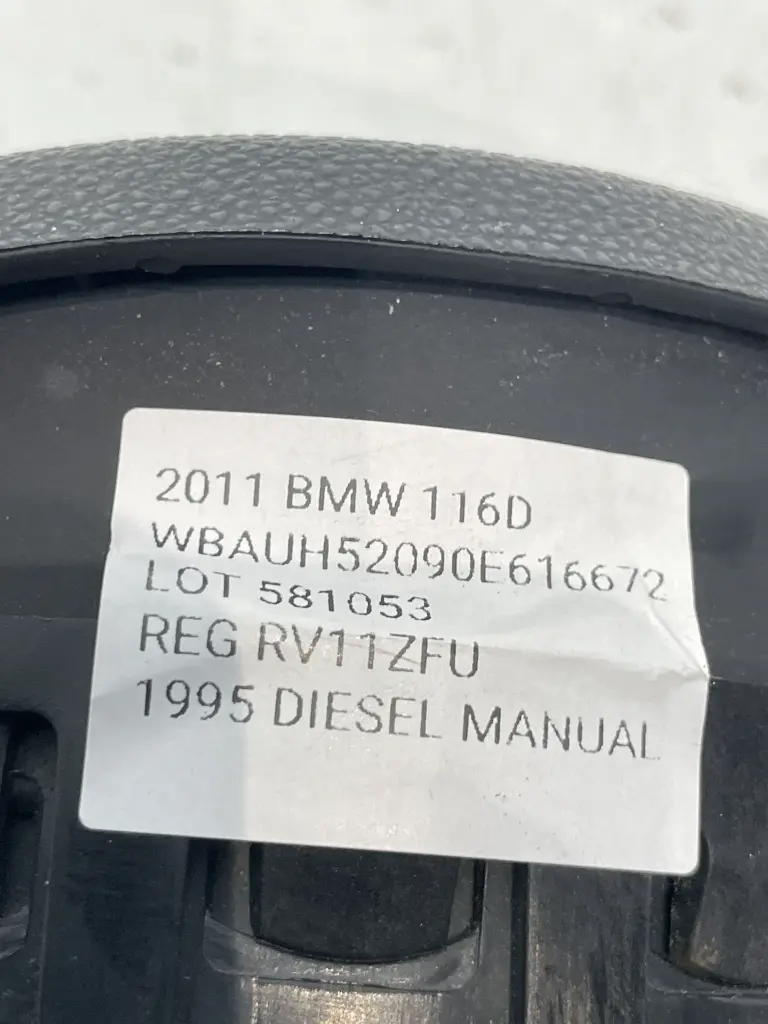 2011 BMW 116D
WBAUH52090E616672
LOT 581053
REG RV11ZFU
1995 DIESEL MANUAL